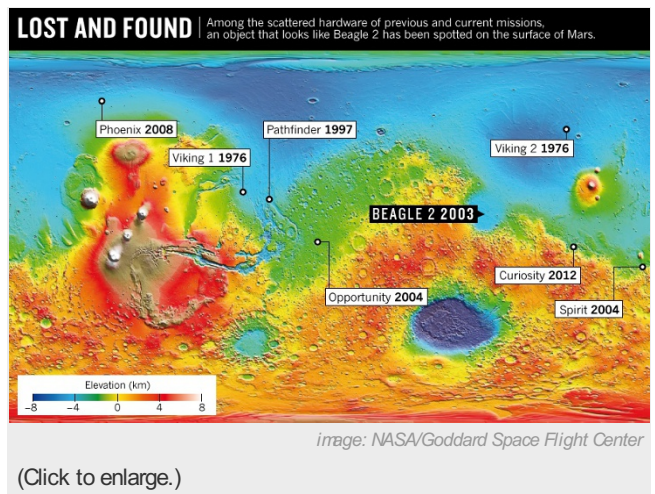 LOST AND FOUND
Among the scattered hardware of previous and current missions,
an object that looks like Beagle 2 has been spotted on the surface of Mars.
Phoenix 2008
Pathfinder 1997
Viking 1 1976
Viking 2 1976
BEAGLE 2 2003
Curiosity 2012
Opportunity 2004
Spirit 2004
Elevation (km)
-8 -4 0 4 8
image: NASA/Goddard Space Flight Center
(Click to enlarge.)